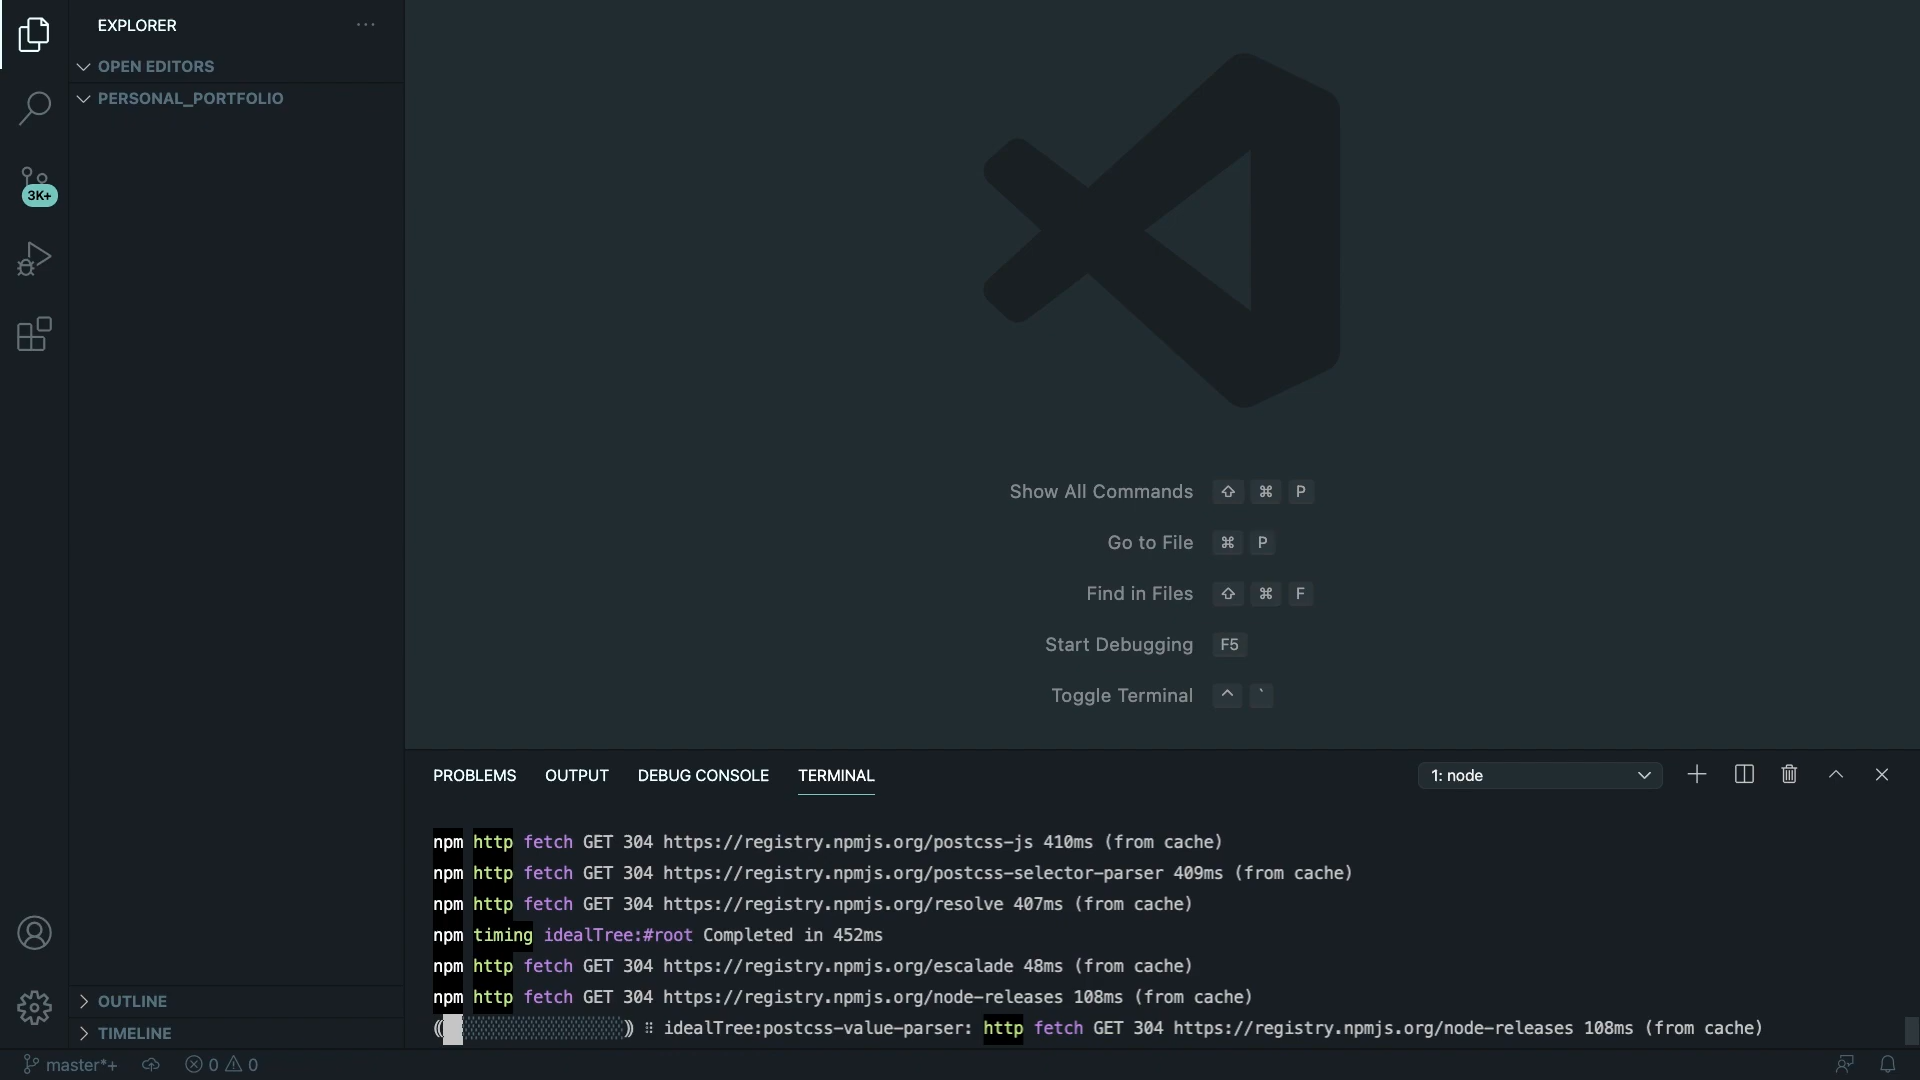 EXPLORER
OPEN EDITORS
PERSONAL_PORTFOLIO
3K+
Show All Commands ⇧ ⌘ P
Go to File ⌘ P
Find in Files ⇧ ⌘ F
Start Debugging F5
Toggle Terminal ^ `
PROBLEMS OUTPUT DEBUG CONSOLE TERMINAL 1: node
npm http fetch GET 304 https://registry.npmjs.org/postcss-js 410ms (from cache)
npm http fetch GET 304 https://registry.npmjs.org/postcss-selector-parser 409ms (from cache)
npm http fetch GET 304 https://registry.npmjs.org/resolve 407ms (from cache)
npm timing idealTree:#root Completed in 452ms
npm http fetch GET 304 https://registry.npmjs.org/escalade 48ms (from cache)
npm http fetch GET 304 https://registry.npmjs.org/node-releases 108ms (from cache)
(( ░░░░░░░░░░░░░░░░)) ⠿ idealTree:postcss-value-parser: http fetch GET 304 https://registry.npmjs.org/node-releases 108ms (from cache)
OUTLINE
TIMELINE
master*+ 0 0